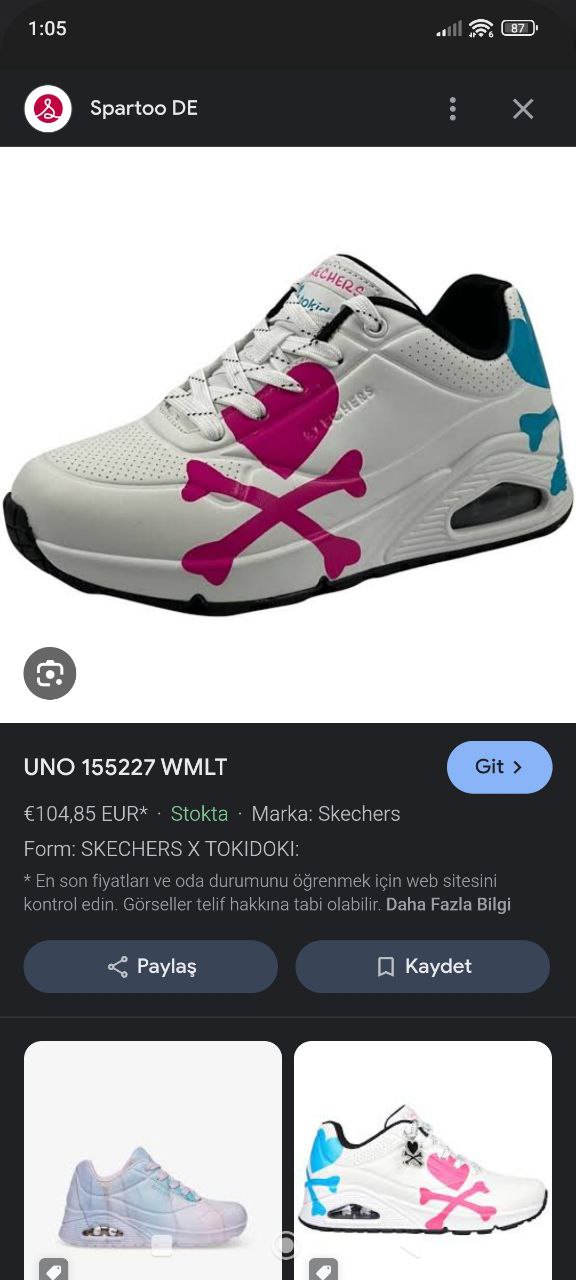 1:05
87
Spartoo DE
SKECHERS
SKECHERS
UNO 155227 WMLT
Git
€104,85 EUR* · Stokta · Marka: Skechers
Form: SKECHERS X TOKIDOKI:
* En son fiyatları ve oda durumunu öğrenmek için web sitesini
kontrol edin. Görseller telif hakkına tabi olabilir. Daha Fazla Bilgi
Paylaş
Kaydet